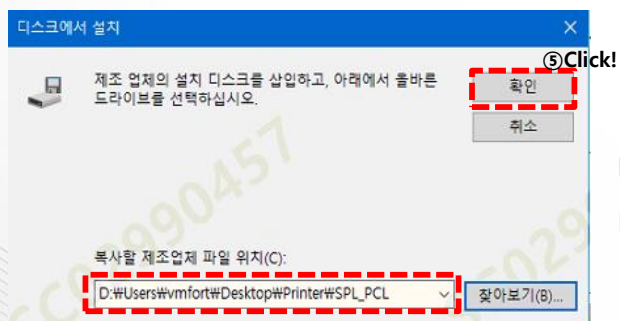 디스크에서 설치
⑤Click!
제조 업체의 설치 디스크를 삽입하고, 아래에서 올바른
드라이브를 선택하십시오.
확인
취소
복사할 제조업체 파일 위치(C):
D:₩Users₩vmfort₩Desktop₩Printer₩SPL_PCL
찾아보기(B)...